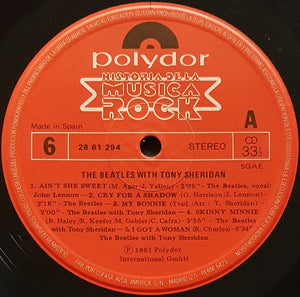 polydor
HISTORIA DE LA
MUSICA
ROCK
Made in Spain
A
6
28 61 294
STEREO
33⅓
SGAE
THE BEATLES WITH TONY SHERIDAN
1. AIN'T SHE SWEET (M. Ager/J. Yellen) - 2'05" - The Beatles, vocal:
John Lennon - 2. CRY FOR A SHADOW (G. Harrison/J. Lennon)
2'18" - The Beatles - 3. MY BONNIE (Trad./Arr.: T. Sheridan)
2'00" - The Beatles with Tony Sheridan - 4. SKINNY MINNIE
(B. Haley/R. Keefer/M. Gabler/C. Cafra) - 3'56" - The Beatles
with Tony Sheridan - 5. I GOT A WOMAN (R. Charles) - 6'34"
The Beatles with Tony Sheridan
℗ 1961 Polydor
International GmbH